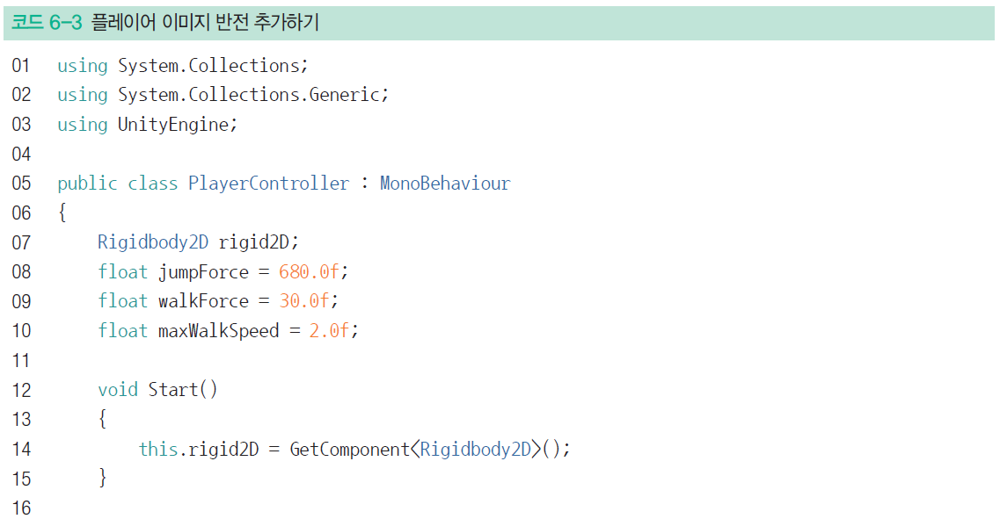 코드 6-3 플레이어 이미지 반전 추가하기
01 using System.Collections;
02 using System.Collections.Generic;
03 using UnityEngine;
04
05 public class PlayerController : MonoBehaviour
06 {
07     Rigidbody2D rigid2D;
08     float jumpForce = 680.0f;
09     float walkForce = 30.0f;
10     float maxWalkSpeed = 2.0f;
11
12     void Start()
13     {
14         this.rigid2D = GetComponent<Rigidbody2D>();
15     }
16